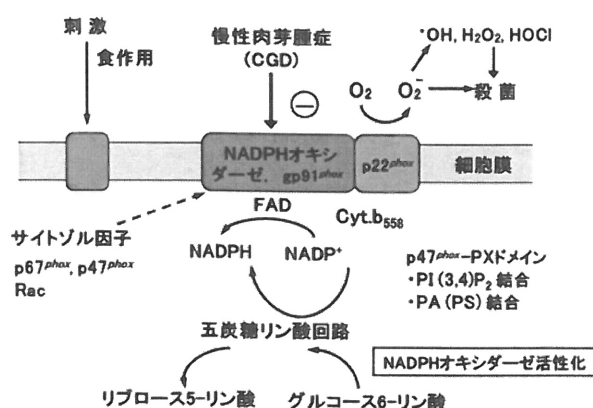 刺激
食作用
慢性肉芽腫症
(CGD)
•OH, H₂O₂, HOCl
O₂
O₂⁻
殺菌
⊖
NADPHオキシ
ダーゼ, gp91phox
p22phox
細胞膜
FAD
Cyt.b₅₅₈
サイトゾル因子
p67phox, p47phox
Rac
NADPH
NADP⁺
p47phox-PXドメイン
・PI(3,4)P₂結合
・PA(PS)結合
五炭糖リン酸回路
NADPHオキシダーゼ活性化
リブロース5-リン酸
グルコース6-リン酸